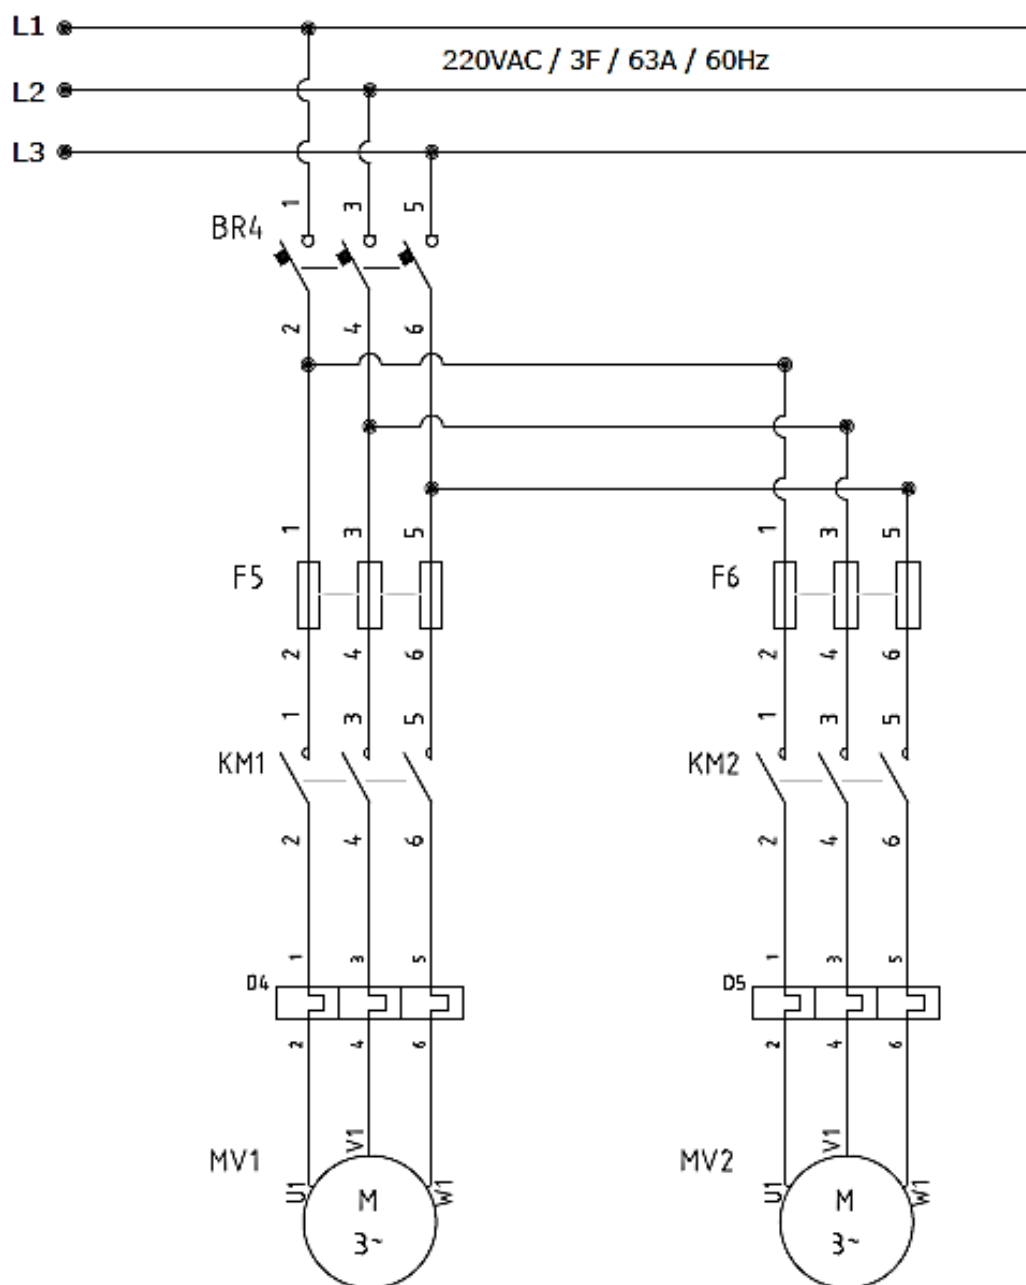 L1
220VAC / 3F / 63A / 60Hz
L2
L3
1 3 5
BR4
2 4 6
1 3 5 1 3 5
F5 F6
2 4 6 2 4 6
1 3 5 1 3 5
KM1 KM2
2 4 6 2 4 6
1 3 5 1 3 5
D4 D5
2 4 6 2 4 6
V1 V1
MV1 MV2
U1 W1 U1 W1
M M
3~ 3~